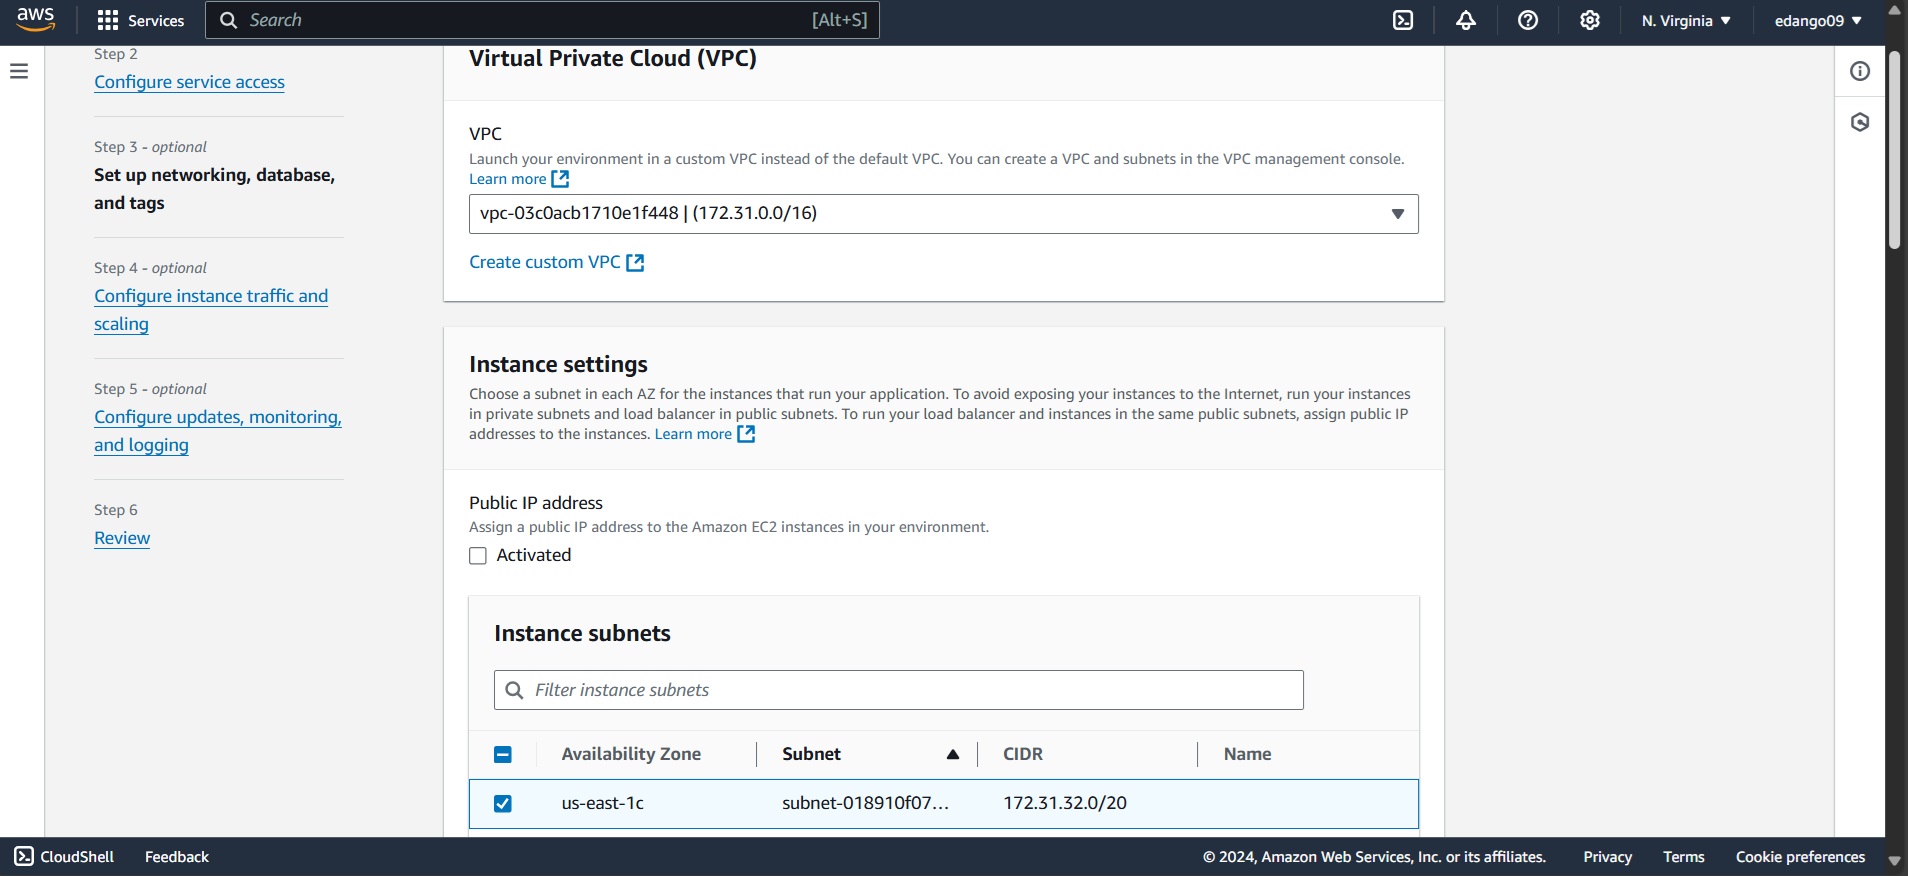 aws
Services
Search
[Alt+S]
N. Virginia
edango09
Step 2
Configure service access
Step 3 - optional
Set up networking, database,
and tags
Step 4 - optional
Configure instance traffic and
scaling
Step 5 - optional
Configure updates, monitoring,
and logging
Step 6
Review
Virtual Private Cloud (VPC)
VPC
Launch your environment in a custom VPC instead of the default VPC. You can create a VPC and subnets in the VPC management console.
Learn more
vpc-03c0acb1710e1f448 | (172.31.0.0/16)
Create custom VPC
Instance settings
Choose a subnet in each AZ for the instances that run your application. To avoid exposing your instances to the Internet, run your instances
in private subnets and load balancer in public subnets. To run your load balancer and instances in the same public subnets, assign public IP
addresses to the instances. Learn more
Public IP address
Assign a public IP address to the Amazon EC2 instances in your environment.
Activated
Instance subnets
Filter instance subnets
Availability Zone
Subnet
CIDR
Name
us-east-1c
subnet-018910f07...
172.31.32.0/20
CloudShell
Feedback
© 2024, Amazon Web Services, Inc. or its affiliates.
Privacy
Terms
Cookie preferences